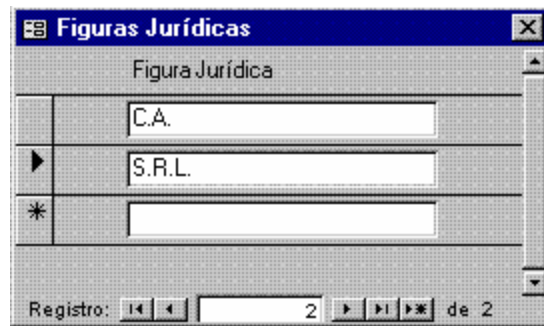 Figuras Jurídicas
Figura Jurídica
C.A.
S.R.L.
Registro: 2 de 2